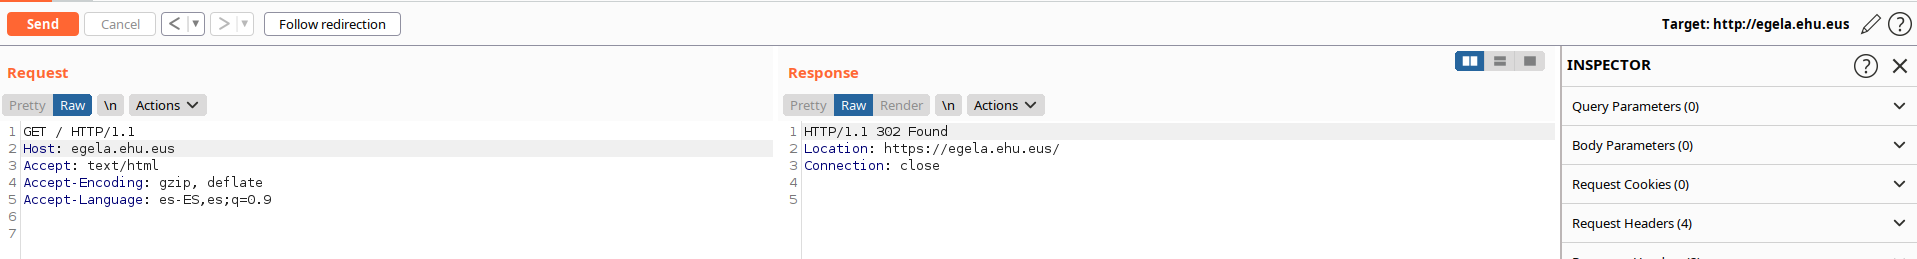 Send Cancel < > Follow redirection Target: http://egela.ehu.eus ?
Request
Pretty Raw \n Actions
1 GET / HTTP/1.1
2 Host: egela.ehu.eus
3 Accept: text/html
4 Accept-Encoding: gzip, deflate
5 Accept-Language: es-ES,es;q=0.9
6
7
Response
Pretty Raw Render \n Actions
1 HTTP/1.1 302 Found
2 Location: https://egela.ehu.eus/
3 Connection: close
4
5
INSPECTOR ?
Query Parameters (0)
Body Parameters (0)
Request Cookies (0)
Request Headers (4)